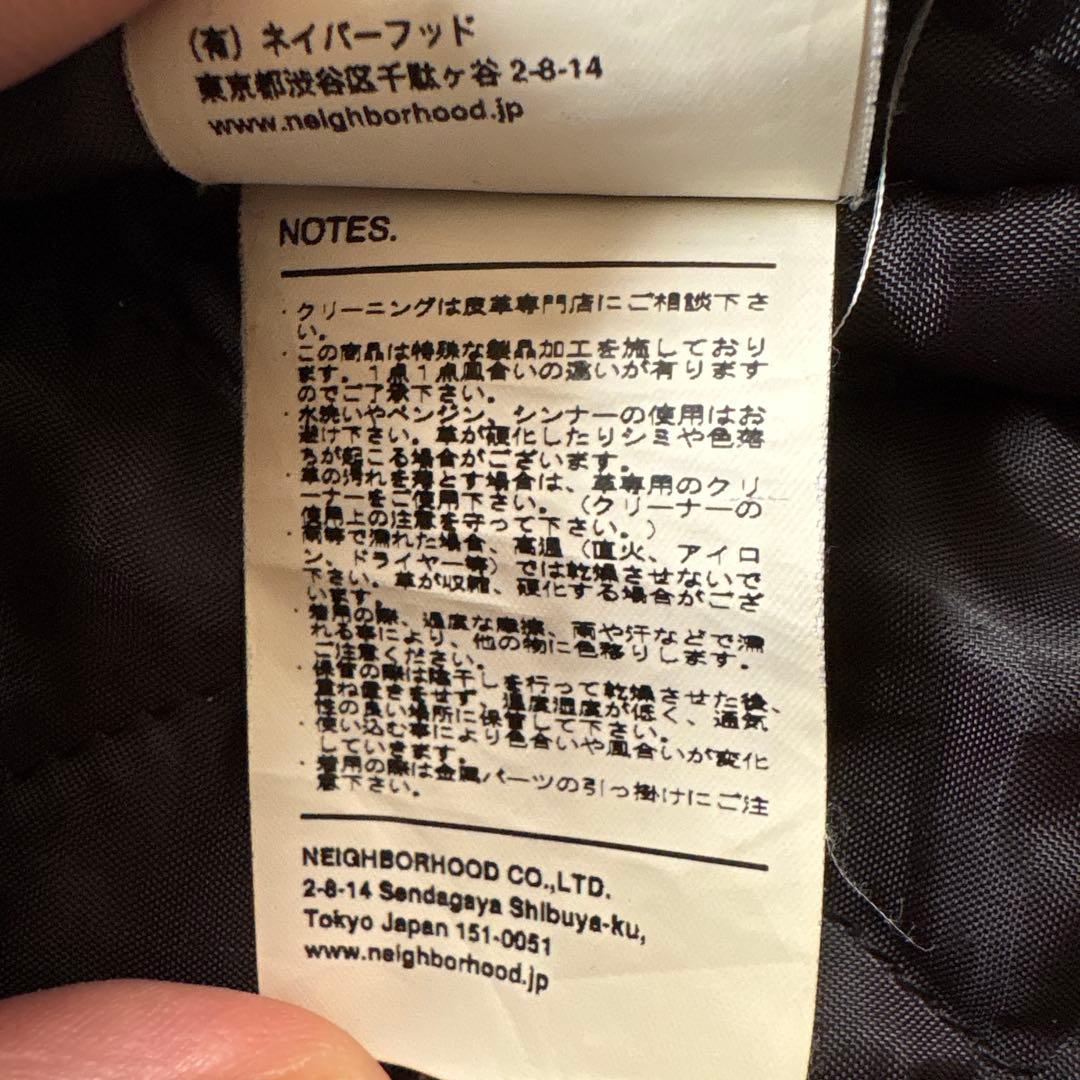 (有) ネイバーフッド
東京都渋谷区千駄ヶ谷 2-8-14
www.neighborhood.jp
NOTES.
・クリーニングは皮革専門店にご相談下さ
い。
・この商品は特殊な製品加工を施しており
ます。1点1点風合いの違いが有ります
のでご了承下さい。
・水洗いやベンジン、シンナーの使用はお
避け下さい。革が硬化したりシミや色落
ちが起こる場合がございます。
・革の汚れを落とす場合は、革専用のクリ
ーナーをご使用下さい。（クリーナーの
使用上の注意を守って下さい。）
・雨等で濡れた場合、高温（直火、アイロ
ン、ドライヤー等）では乾燥させないで
下さい。革が収縮、硬化する場合がござ
います。
・着用の際、過度な摩擦、雨や汗などで濡
れる事により、他の物に色移りします。
ご注意ください。
・保管の際は陰干しを行って乾燥させた後、
重ね置きをせず、温度湿度が低く、通気
性の良い場所に保管して下さい。
・使い込む事により色合いや風合いが変化
していきます。
・着用の際は金属パーツの引っ掛けにご注
意下さい。
NEIGHBORHOOD CO.,LTD.
2-8-14 Sendagaya Shibuya-ku,
Tokyo Japan 151-0051
www.neighborhood.jp